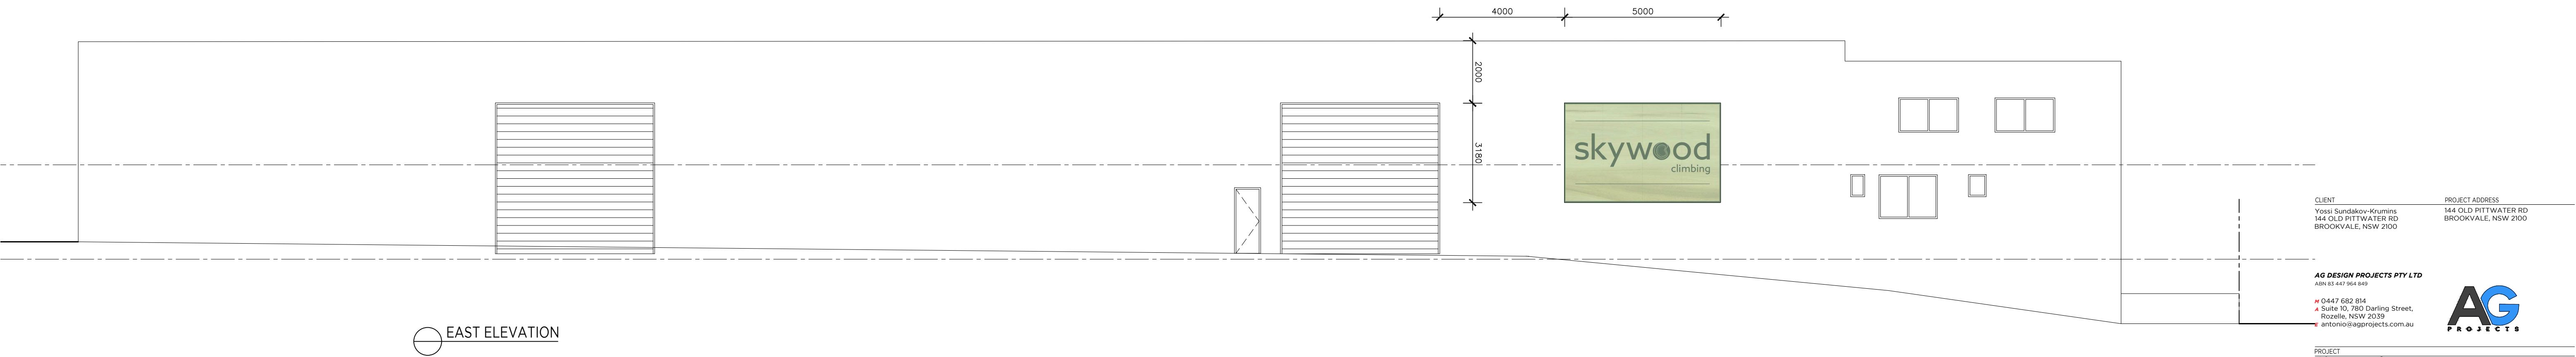 4000
5000
2000
3180
skywood
climbing
EAST ELEVATION
CLIENT
Yossi Sundakov-Krumins
144 OLD PITTWATER RD
BROOKVALE, NSW 2100
PROJECT ADDRESS
144 OLD PITTWATER RD
BROOKVALE, NSW 2100
AG DESIGN PROJECTS PTY LTD
ABN 83 447 964 849
M 0447 682 814
A Suite 10, 780 Darling Street,
Rozelle, NSW 2039
E antonio@agprojects.com.au
AG
PROJECTS
PROJECT